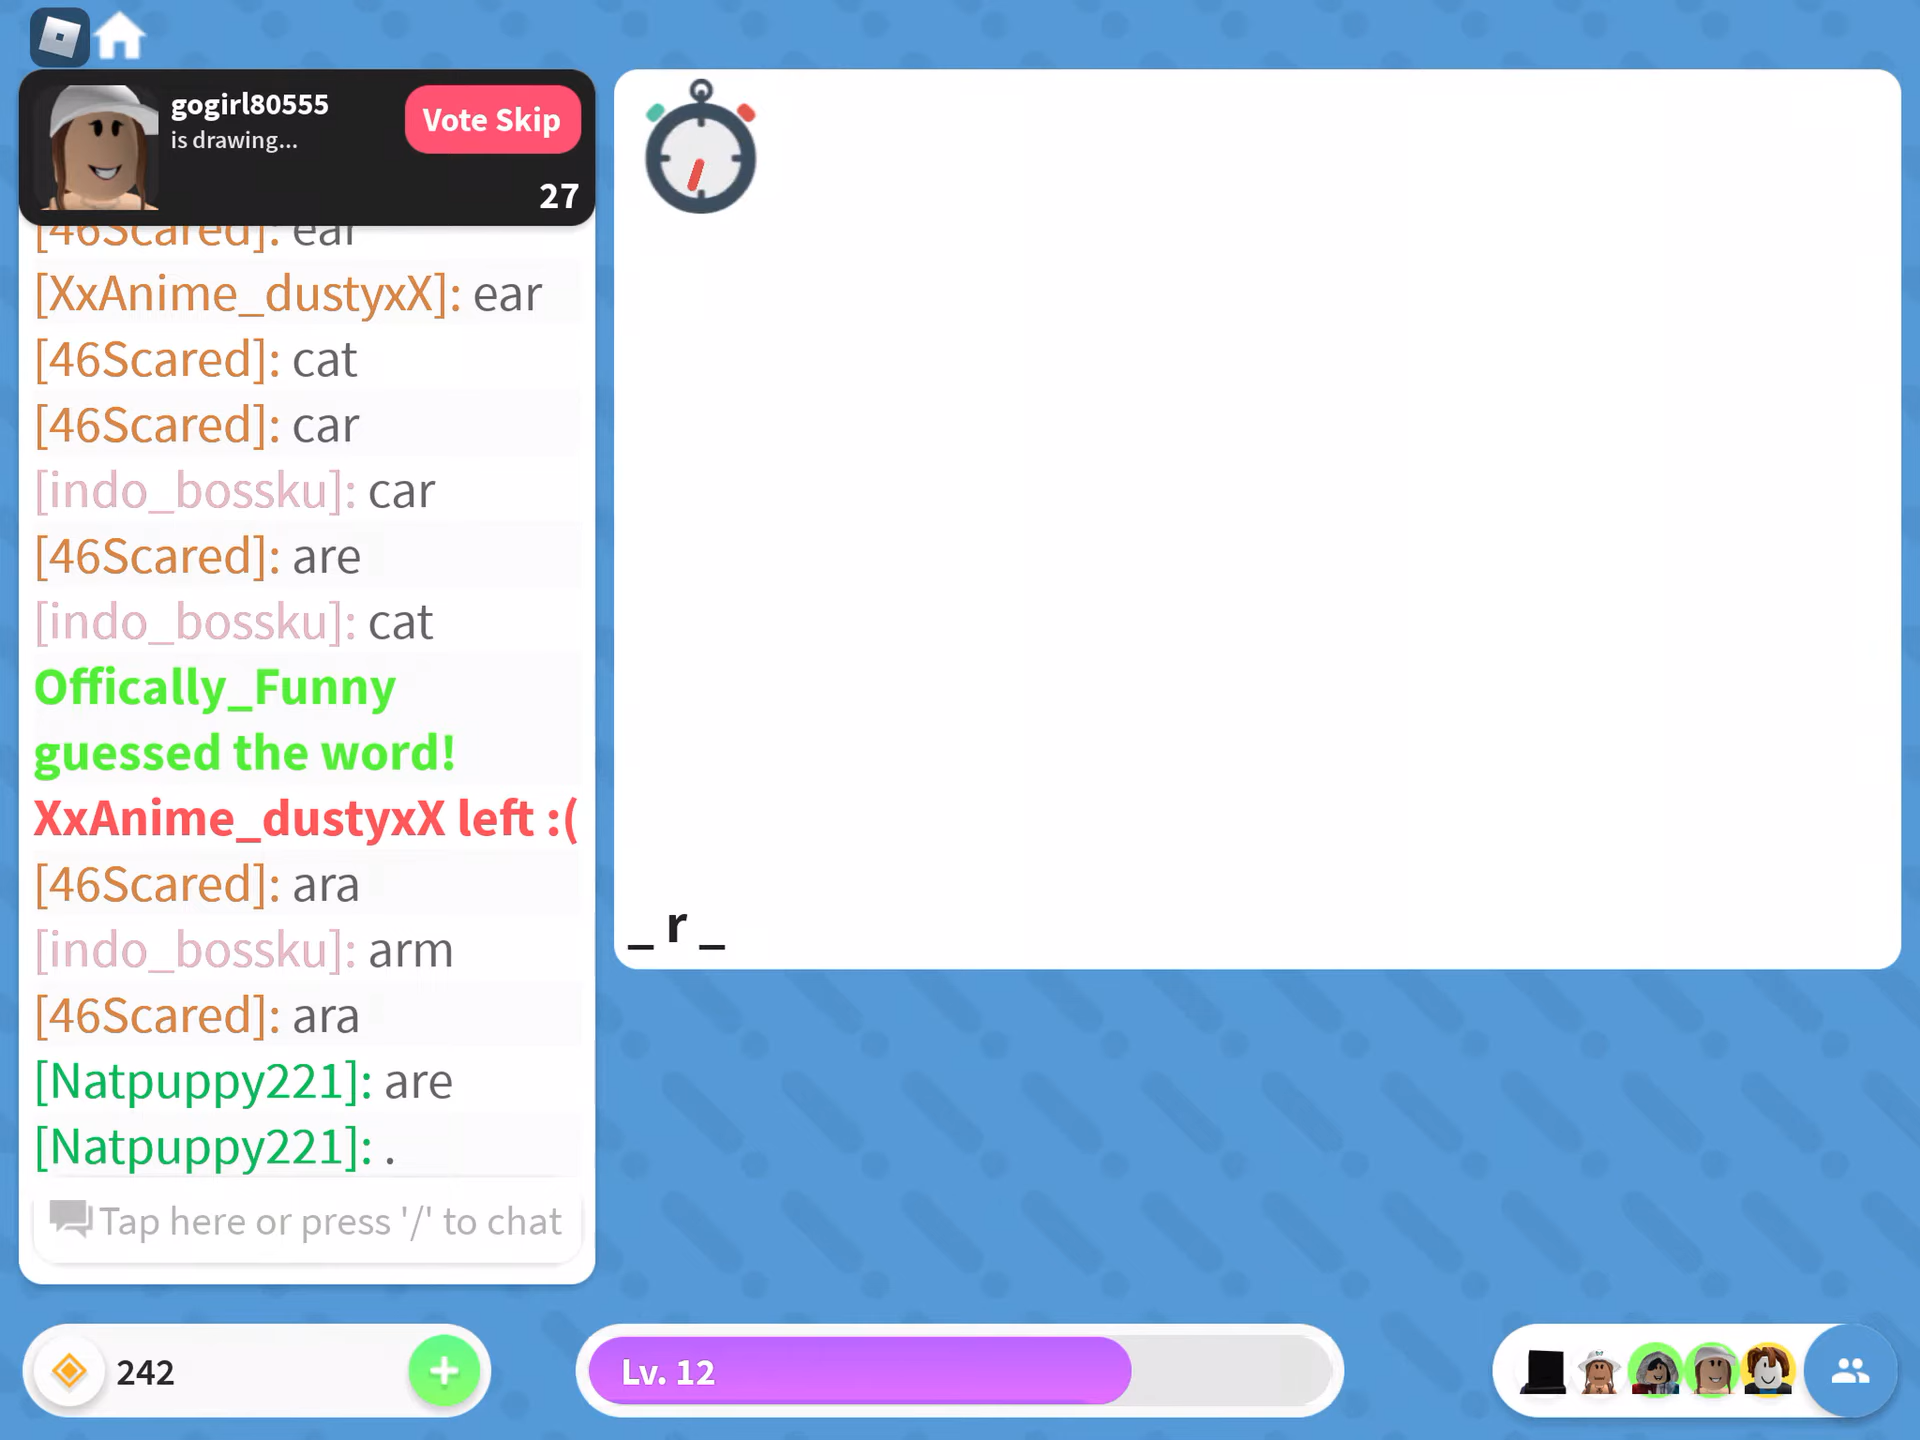 gogirl80555
is drawing...
Vote Skip
27
[46Scared]: ear
[XxAnime_dustyxX]: ear
[46Scared]: cat
[46Scared]: car
[indo_bossku]: car
[46Scared]: are
[indo_bossku]: cat
Offically_Funny
guessed the word!
XxAnime_dustyxX left :(
[46Scared]: ara
[indo_bossku]: arm
[46Scared]: ara
[Natpuppy221]: are
[Natpuppy221]: .
Tap here or press '/' to chat
_ r _
242
Lv. 12